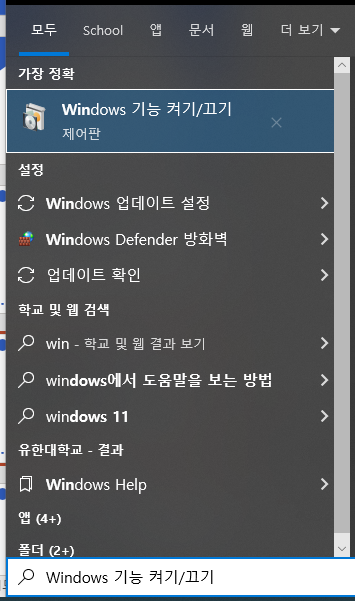 모두 School 앱 문서 웹 더 보기
가장 정확
Windows 기능 켜기/끄기
제어판
설정
Windows 업데이트 설정
Windows Defender 방화벽
업데이트 확인
학교 및 웹 검색
win - 학교 및 웹 결과 보기
windows에서 도움말을 보는 방법
windows 11
유한대학교 - 결과
Windows Help
앱 (4+)
폴더 (2+)
Windows 기능 켜기/끄기